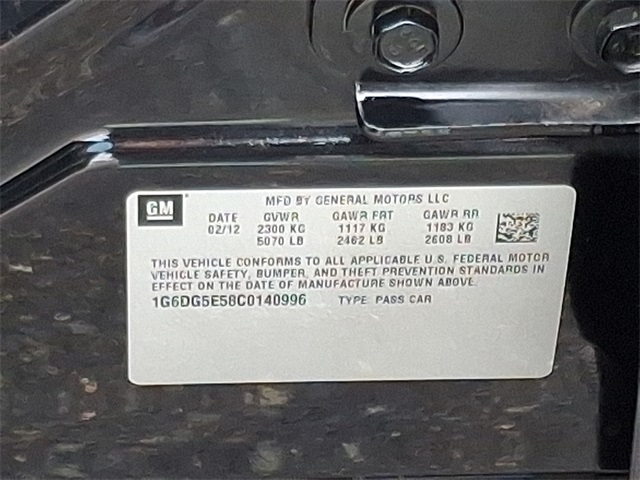 GM
MFD BY GENERAL MOTORS LLC
DATE GVWR GAWR FRT GAWR RR
02/12 2300 KG 1117 KG 1183 KG
5070 LB 2462 LB 2608 LB
THIS VEHICLE CONFORMS TO ALL APPLICABLE U.S. FEDERAL MOTOR
VEHICLE SAFETY, BUMPER, AND THEFT PREVENTION STANDARDS IN
EFFECT ON THE DATE OF MANUFACTURE SHOWN ABOVE.
1G6DG5E58C0140996 TYPE: PASS CAR